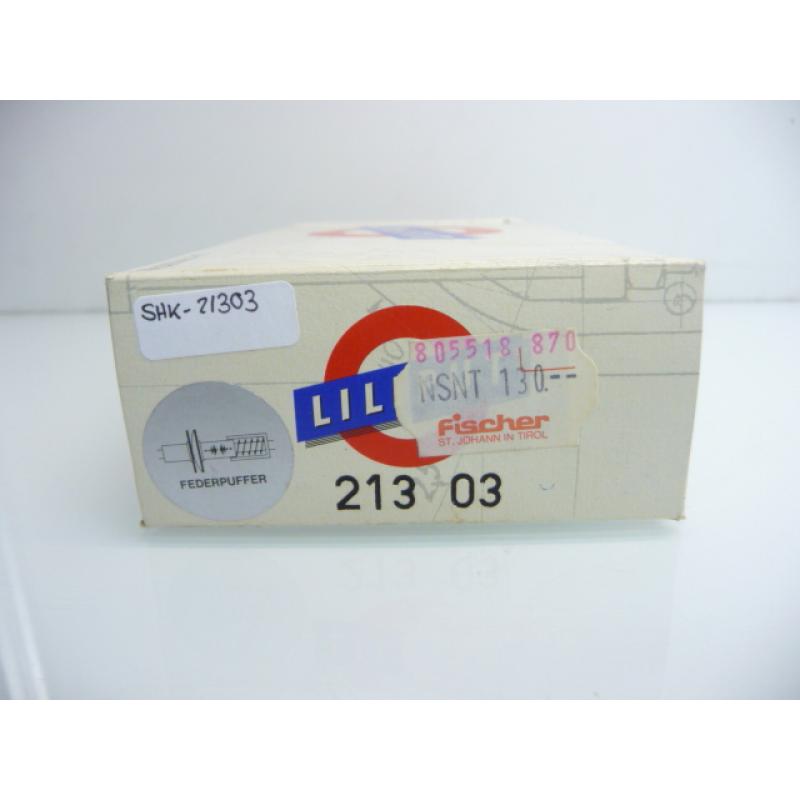 SHK-21303
805518 870
NSNT 130.--
LIL
Fischer
ST. JOHANN IN TIROL
FEDERPUFFER
213 03